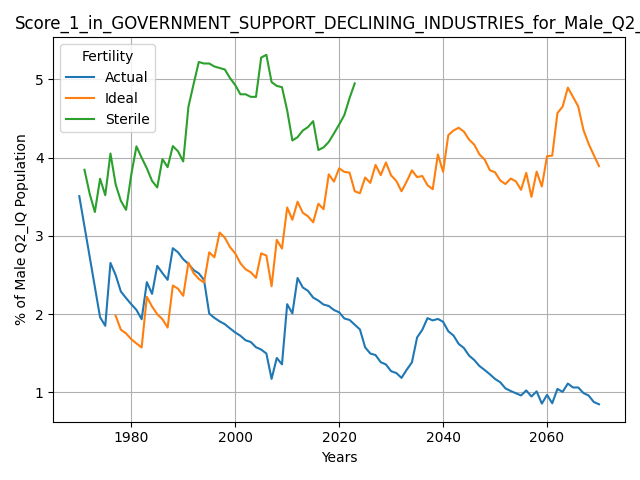 Score_1_in_GOVERNMENT_SUPPORT_DECLINING_INDUSTRIES_for_Male_Q2_
Fertility
Actual
Ideal
Sterile
% of Male Q2_IQ Population
5
4
3
2
1
1980 2000 2020 2040 2060
Years